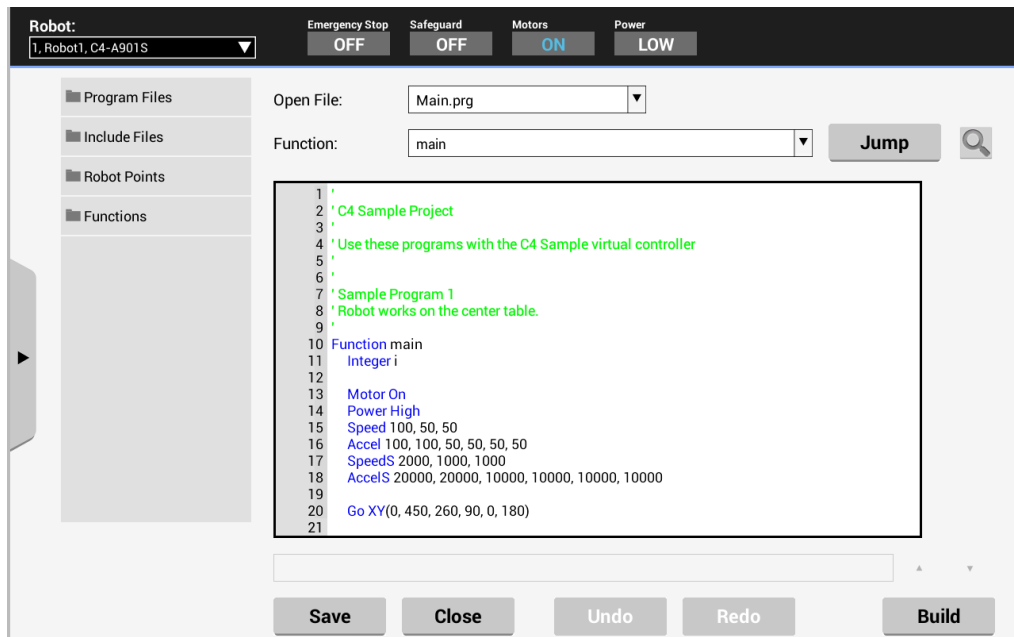 Robot:
1, Robot1, C4-A901S
Emergency Stop Safeguard Motors Power
OFF OFF ON LOW
Program Files
Include Files
Robot Points
Functions
Open File: Main.prg
Function: main Jump
1 '
2 ' C4 Sample Project
3 '
4 ' Use these programs with the C4 Sample virtual controller
5 '
6 '
7 ' Sample Program 1
8 ' Robot works on the center table.
9 '
10 Function main
11 Integer i
12
13 Motor On
14 Power High
15 Speed 100, 50, 50
16 Accel 100, 100, 50, 50, 50, 50
17 SpeedS 2000, 1000, 1000
18 AccelS 20000, 20000, 10000, 10000, 10000, 10000
19
20 Go XY(0, 450, 260, 90, 0, 180)
21
Save Close Undo Redo Build